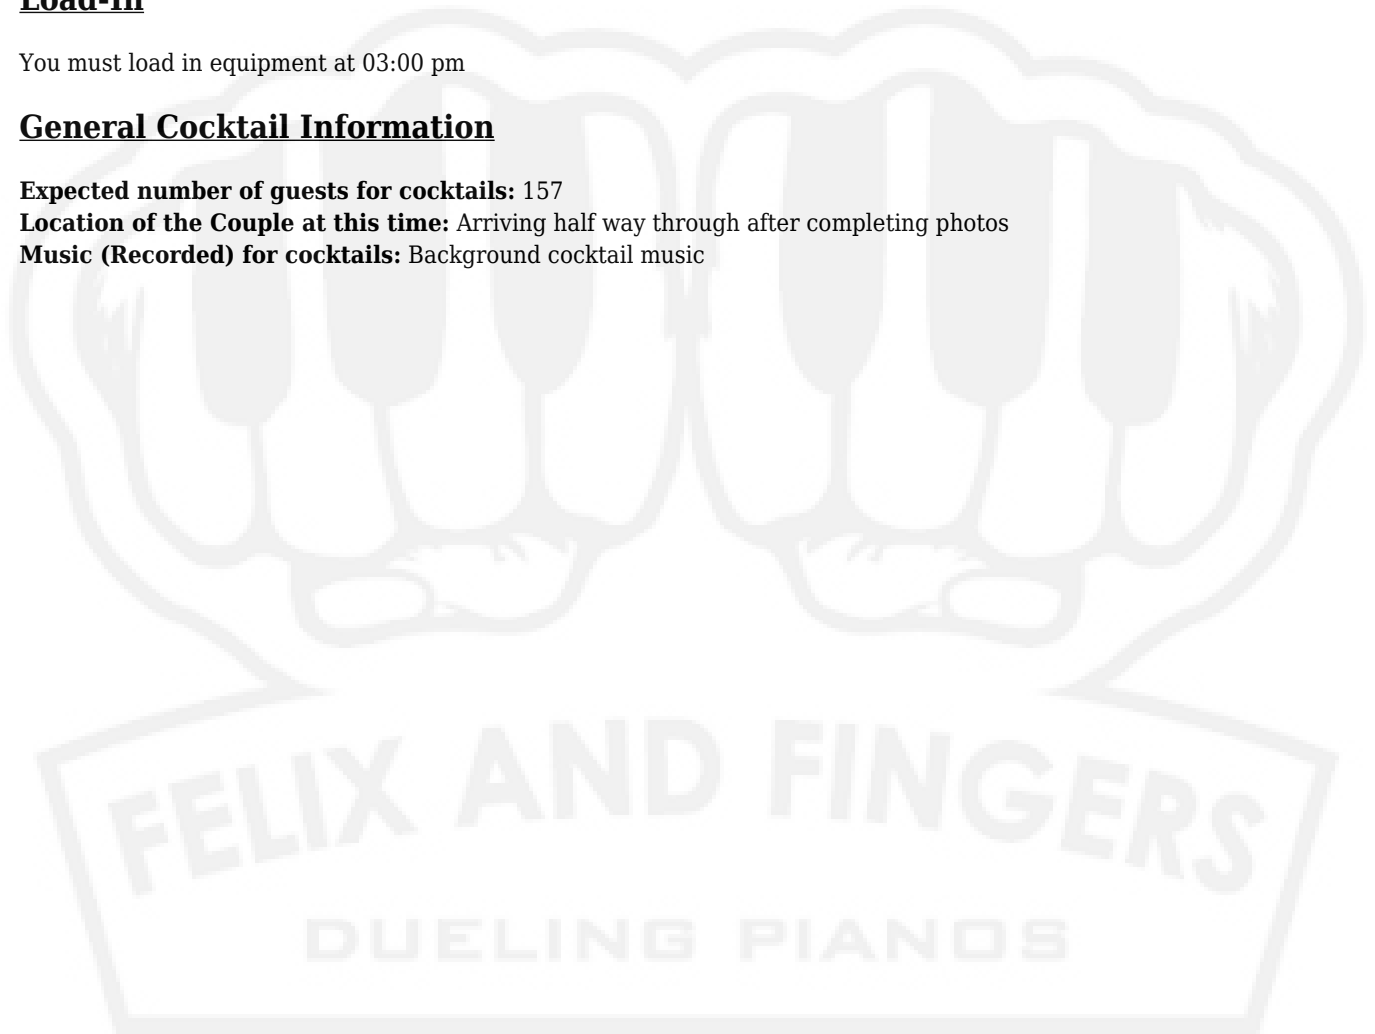 Load-In
You must load in equipment at 03:00 pm
General Cocktail Information
Expected number of guests for cocktails: 157
Location of the Couple at this time: Arriving half way through after completing photos
Music (Recorded) for cocktails: Background cocktail music
FELIX AND FINGERS
DUELING PIANOS